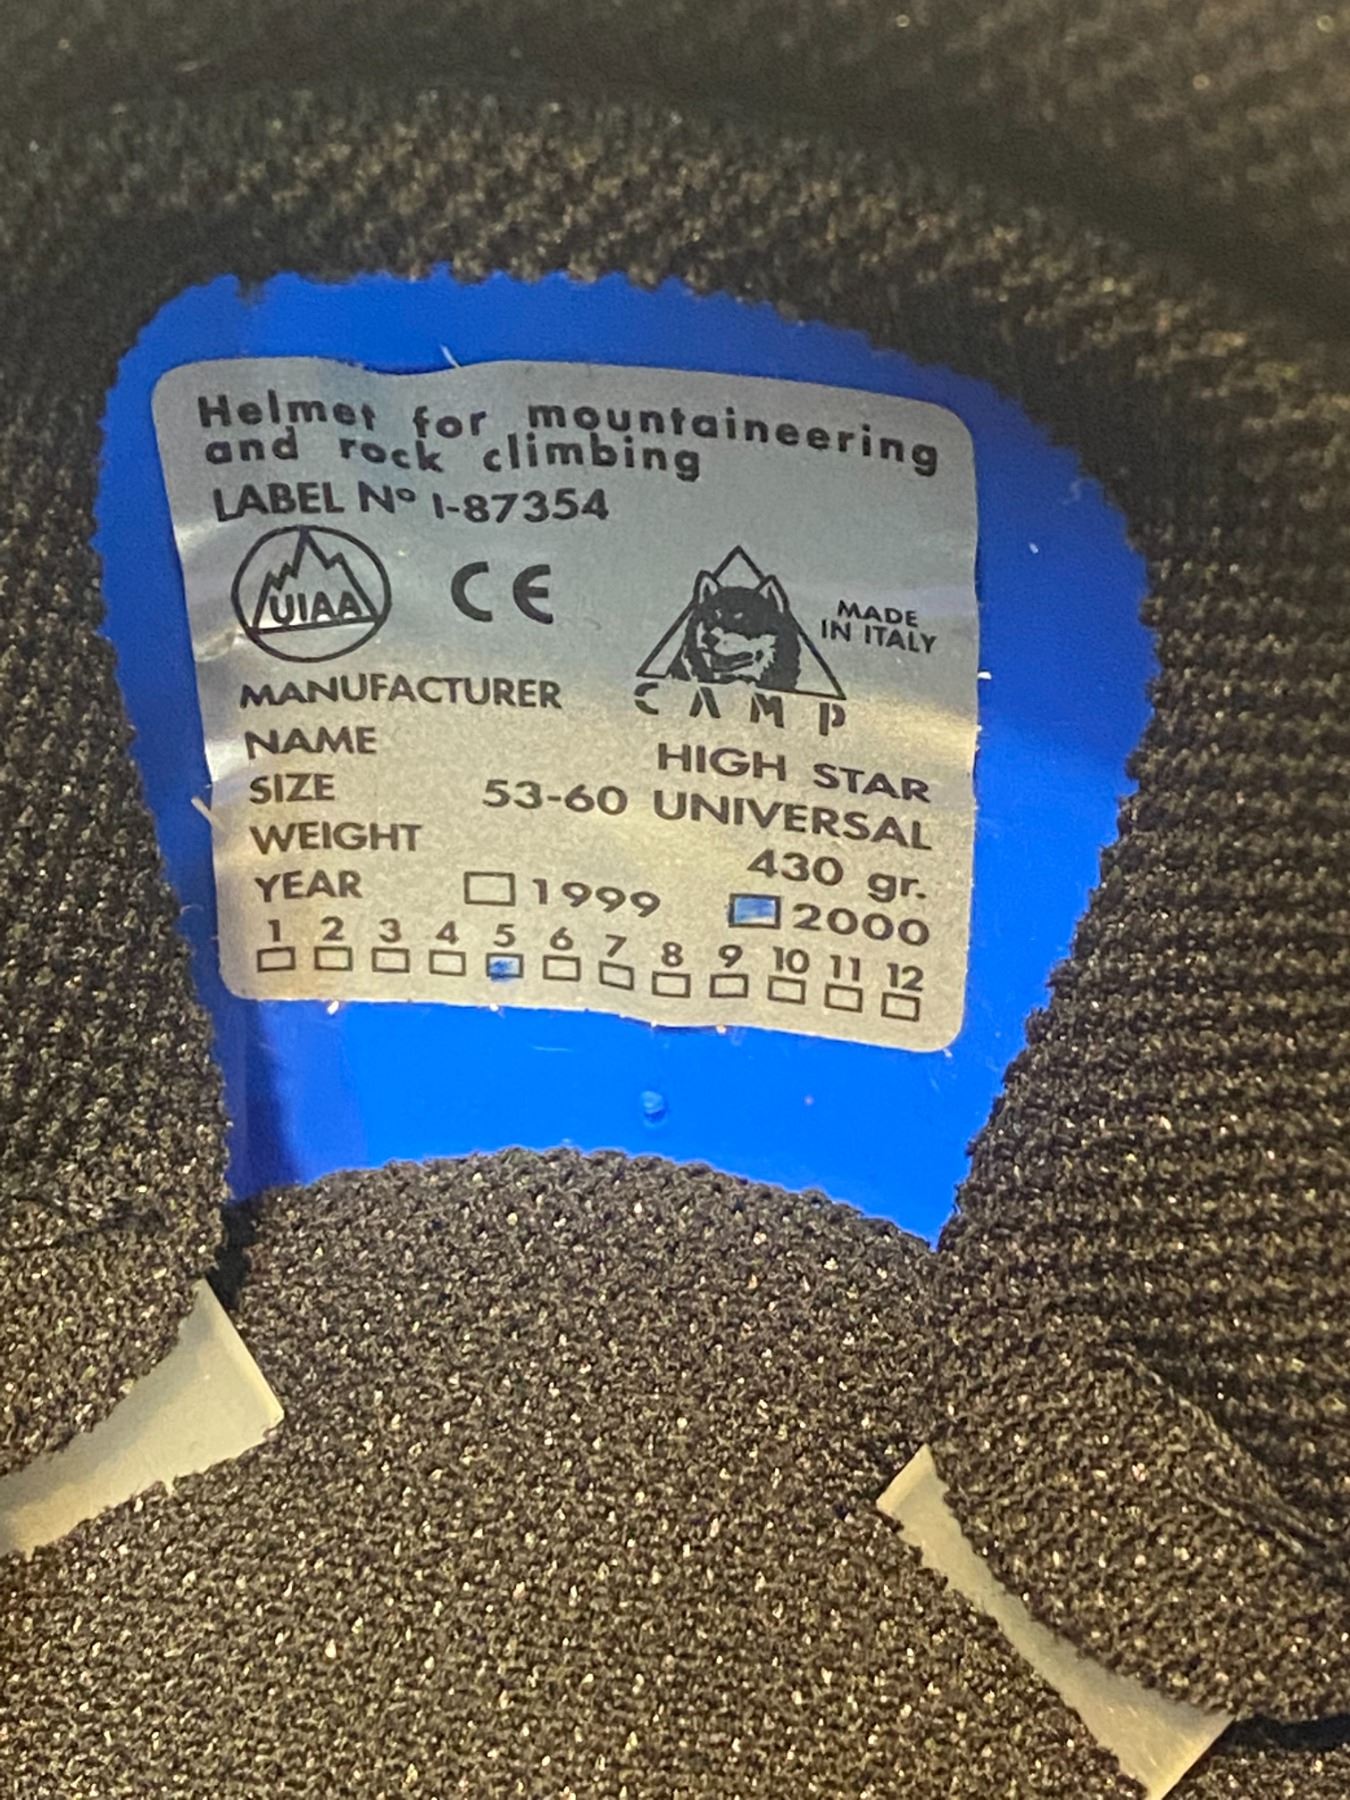 Helmet for mountaineering
and rock climbing
LABEL Nº I-87354
UIAA
CE
MADE
IN ITALY
CAMP
MANUFACTURER
NAME HIGH STAR
SIZE 53-60 UNIVERSAL
WEIGHT 430 gr.
YEAR 1999 2000
1 2 3 4 5 6 7 8 9 10 11 12